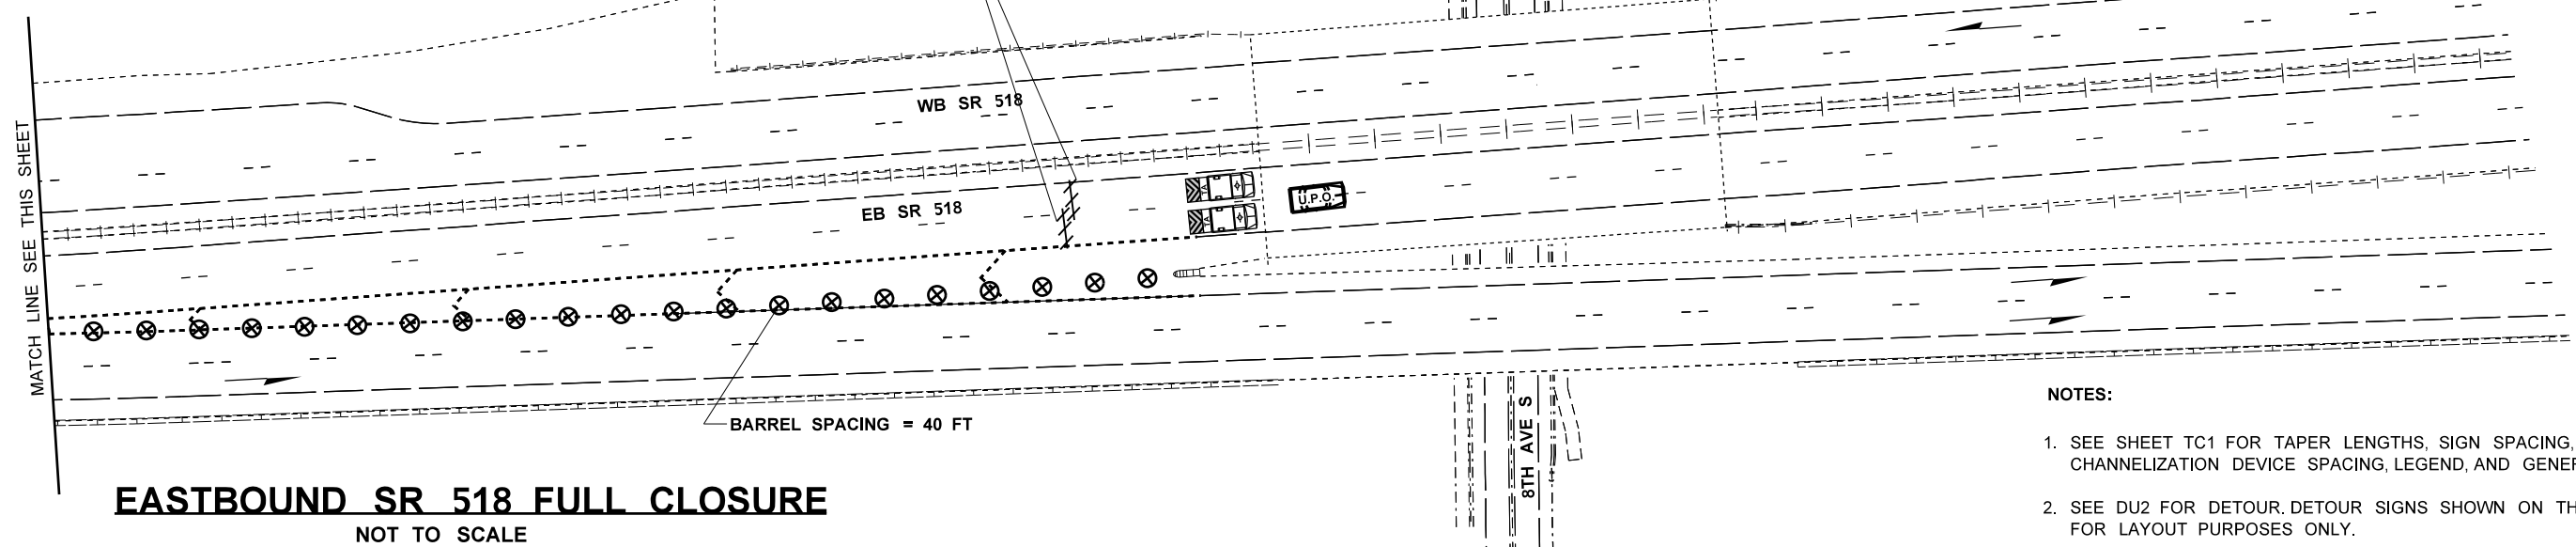 WB SR 518
MATCH LINE SEE THIS SHEET
EB SR 518
U.P.O.
BARREL SPACING = 40 FT
8TH AVE S
EASTBOUND SR 518 FULL CLOSURE
NOT TO SCALE
NOTES:
1. SEE SHEET TC1 FOR TAPER LENGTHS, SIGN SPACING,
CHANNELIZATION DEVICE SPACING, LEGEND, AND
2. SEE DU2 FOR DETOUR. DETOUR SIGNS SHOWN ON
FOR LAYOUT PURPOSES ONLY.